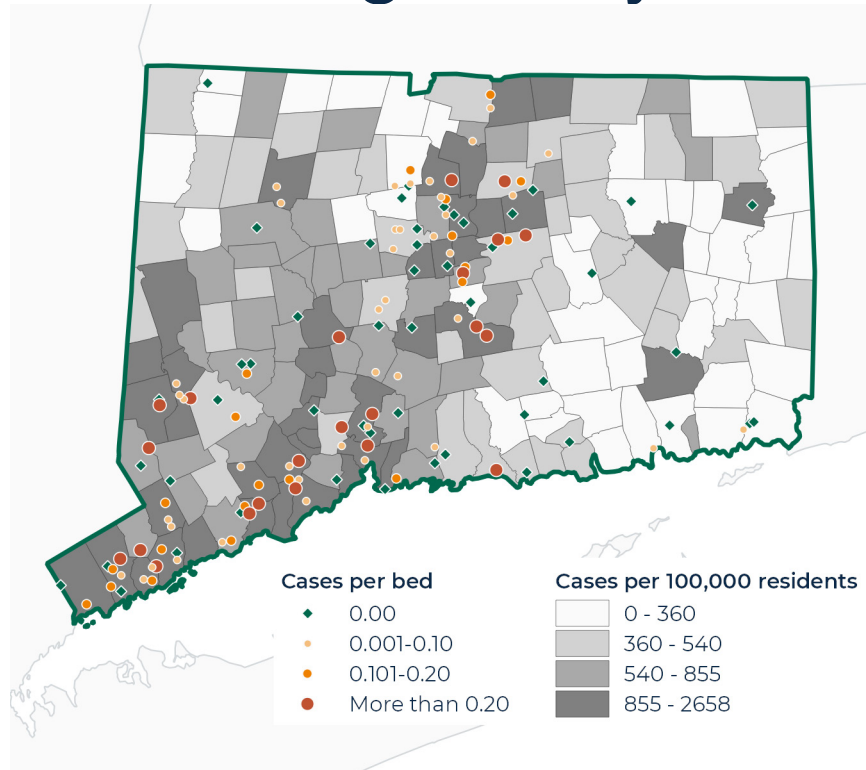 Cases per bed
0.00
0.001-0.10
0.101-0.20
More than 0.20
Cases per 100,000 residents
0 - 360
360 - 540
540 - 855
855 - 2658